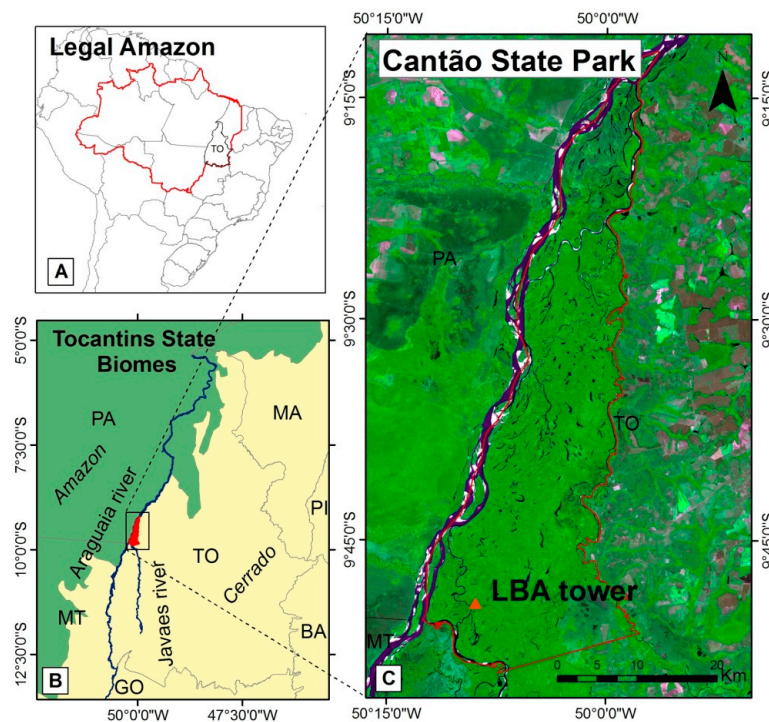 Legal Amazon
TO
A
Tocantins State
Biomes
5°0'0"S
7°30'0"S
10°0'0"S
12°30'0"S
PA
MA
Amazon
Araguaia river
PI
TO
Cerrado
Javaes river
MT
BA
GO
B
50°0'0"W
47°30'0"W
50°15'0"W
50°0'0"W
Cantão State Park
N
9°15'0"S
9°15'0"S
PA
9°30'0"S
9°30'0"S
TO
9°45'0"S
9°45'0"S
LBA tower
MT
C
0
5
10
20
Km
50°15'0"W
50°0'0"W